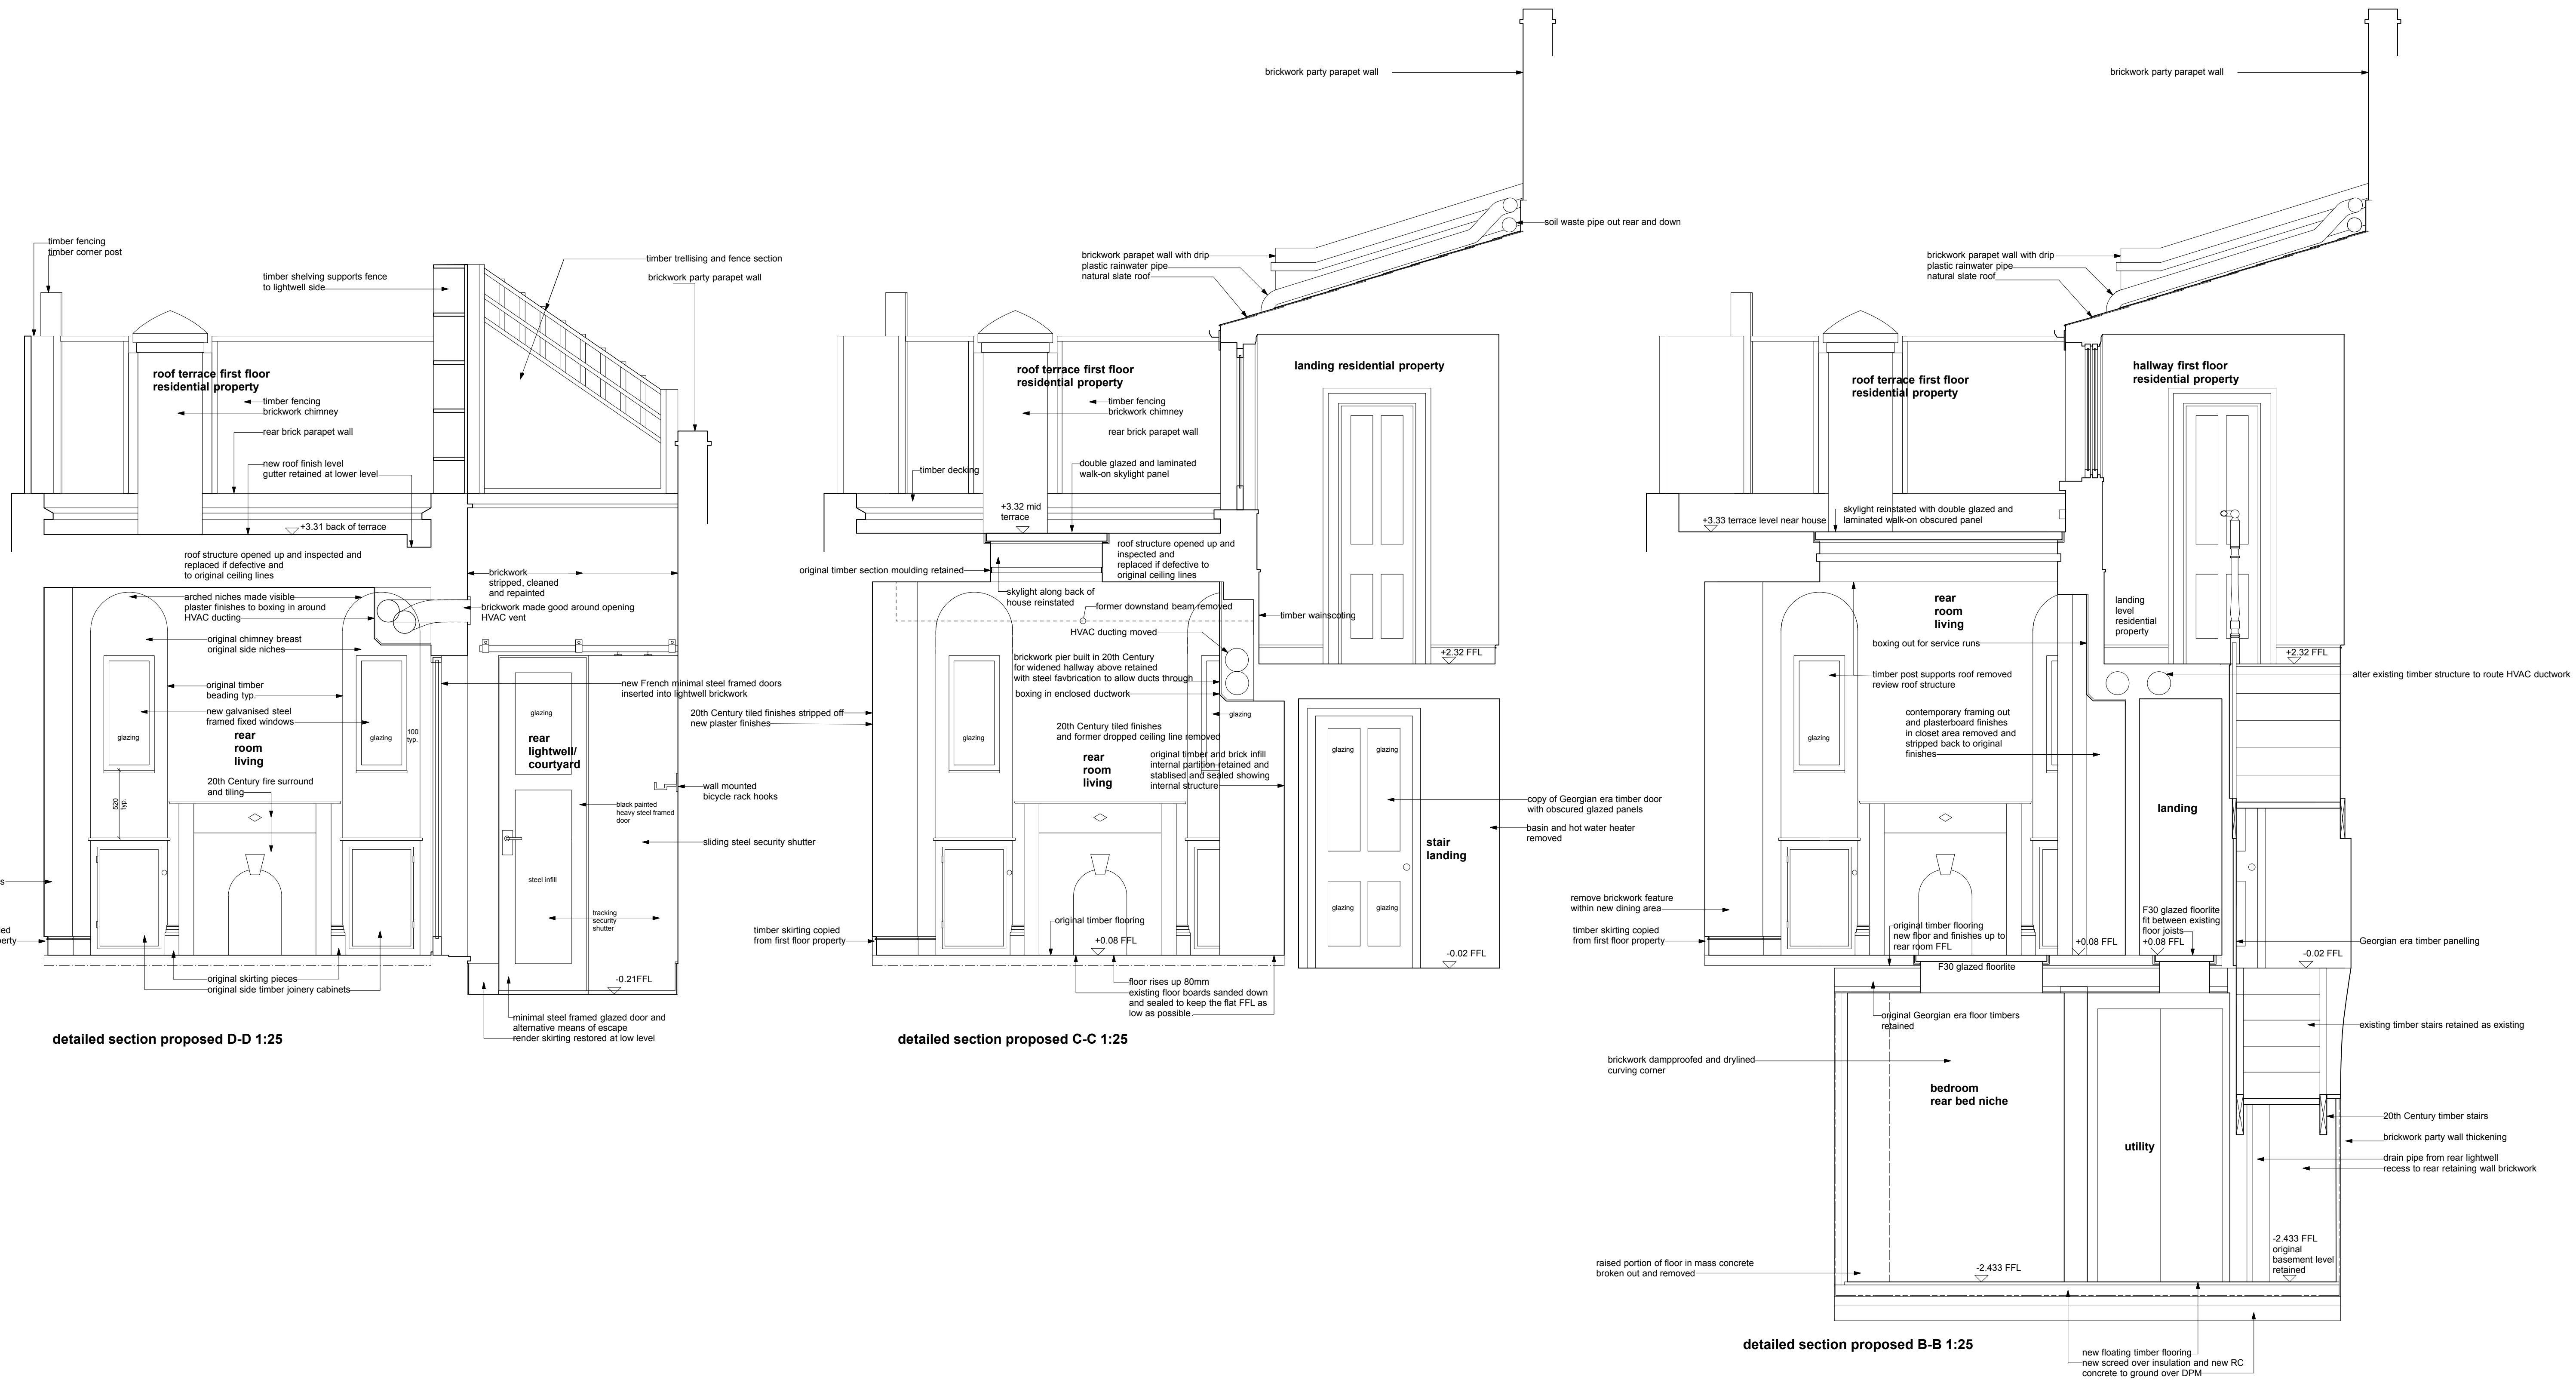 timber fencing
timber corner post
timber shelving supports fence
to lightwell side
timber trellising and fence section
brickwork party parapet wall
roof terrace first floor
residential property
timber fencing
brickwork chimney
rear brick parapet wall
new roof finish level
gutter retained at lower level
+3.31 back of terrace
roof structure opened up and inspected and
replaced if defective and
to original ceiling lines
brickwork
stripped, cleaned
and repainted
arched niches made visible
plaster finishes to boxing in around
HVAC ducting
brickwork made good around opening
HVAC vent
original chimney breast
original side niches
original timber
beading typ.
new French minimal steel framed doors
inserted into lightwell brickwork
new galvanised steel
framed fixed windows
glazing
glazing
glazing
100
typ.
rear
room
living
rear
lightwell/
courtyard
20th Century fire surround
and tiling
520
typ.
wall mounted
bicycle rack hooks
black painted
heavy steel framed
door
sliding steel security shutter
steel infill
s
tracking
security
shutter
ied
perty
original skirting pieces
original side timber joinery cabinets
-0.21FFL
minimal steel framed glazed door and
alternative means of escape
render skirting restored at low level
detailed section proposed D-D 1:25
brickwork party parapet wall
soil waste pipe out rear and down
brickwork parapet wall with drip
plastic rainwater pipe
natural slate roof
roof terrace first floor
residential property
landing residential property
timber fencing
brickwork chimney
rear brick parapet wall
timber decking
double glazed and laminated
walk-on skylight panel
+3.32 mid
terrace
roof structure opened up and
inspected and
replaced if defective to
original ceiling lines
original timber section moulding retained
skylight along back of
house reinstated
former downstand beam removed
timber wainscoting
HVAC ducting moved
+2.32 FFL
brickwork pier built in 20th Century
for widened hallway above retained
with steel favbrication to allow ducts through
boxing in enclosed ductwork
20th Century tiled finishes stripped off
new plaster finishes
glazing
glazing
20th Century tiled finishes
and former dropped ceiling line removed
rear
room
living
original timber and brick infill
internal partition retained and
stablised and sealed showing
internal structure
glazing
glazing
copy of Georgian era timber door
with obscured glazed panels
basin and hot water heater
removed
stair
landing
glazing
glazing
original timber flooring
timber skirting copied
from first floor property
+0.08 FFL
-0.02 FFL
floor rises up 80mm
existing floor boards sanded down
and sealed to keep the flat FFL as
low as possible
detailed section proposed C-C 1:25
brickwork party parapet wall
brickwork parapet wall with drip
plastic rainwater pipe
natural slate roof
hallway first floor
residential property
roof terrace first floor
residential property
skylight reinstated with double glazed and
laminated walk-on obscured panel
+3.33 terrace level near house
rear
room
living
landing
level
residential
property
boxing out for service runs
+2.32 FFL
timber post supports roof removed
review roof structure
alter existing timber structure to route HVAC ductwork
glazing
contemporary framing out
and plasterboard finishes
in closet area removed and
stripped back to original
finishes
landing
remove brickwork feature
within new dining area
timber skirting copied
from first floor property
original timber flooring
new floor and finishes up to
rear room FFL
+0.08 FFL
F30 glazed floorlite
fit between existing
floor joists
+0.08 FFL
Georgian era timber panelling
-0.02 FFL
F30 glazed floorlite
original Georgian era floor timbers
retained
existing timber stairs retained as existing
brickwork dampproofed and drylined
curving corner
bedroom
rear bed niche
20th Century timber stairs
brickwork party wall thickening
utility
drain pipe from rear lightwell
recess to rear retaining wall brickwork
raised portion of floor in mass concrete
broken out and removed
-2.433 FFL
-2.433 FFL
original
basement level
retained
detailed section proposed B-B 1:25
new floating timber flooring
new screed over insulation and new RC
concrete to ground over DPM